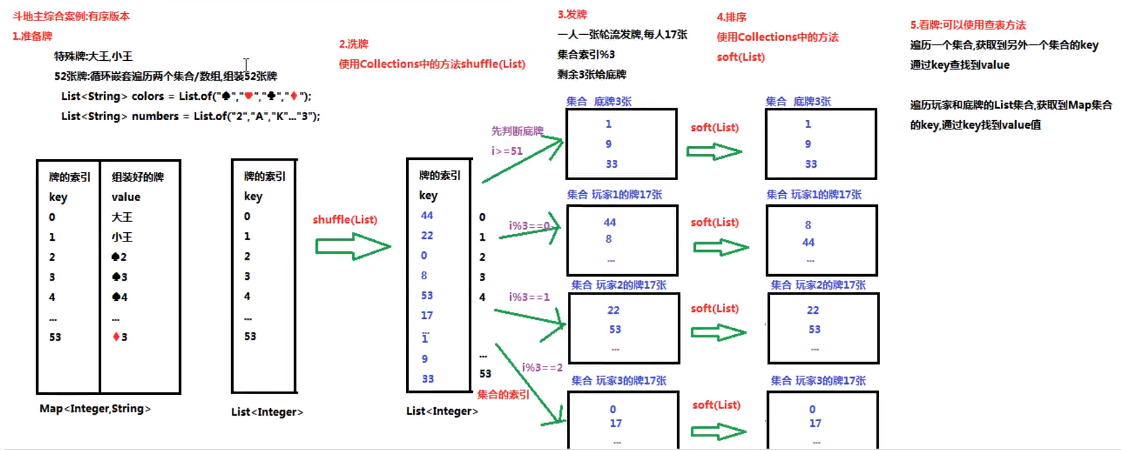 斗地主综合案例:有序版本
1.准备牌
特殊牌:大王,小王
52张牌:循环嵌套遍历两个集合/数组,组装52张牌
List<String> colors = List.of("♠","♥","♣","♦");
List<String> numbers = List.of("2","A","K"..."3");
牌的索引 组装好的牌
key value
0 大王
1 小王
2 ♠2
3 ♠3
4 ♠4
... ...
53 ♦3
Map<Integer,String>
牌的索引
key
0
1
2
3
4
...
53
List<Integer>
2.洗牌
使用Collections中的方法shuffle(List)
shuffle(List)
牌的索引
key
44 0
22 1
0 2
8 3
53 4
17
...
1
9 ...
33 53
集合的索引
List<Integer>
3.发牌
一人一张轮流发牌,每人17张
集合索引%3
剩余3张给底牌
先判断底牌
i>=51
i%3==0
i%3==1
i%3==2
集合 底牌3张
1
9
33
集合 玩家1的牌17张
44
8
...
集合 玩家2的牌17张
22
53
...
集合 玩家3的牌17张
0
17
...
4.排序
使用Collections中的方法
soft(List)
soft(List)
soft(List)
soft(List)
soft(List)
集合 底牌3张
1
9
33
集合 玩家1的牌17张
8
44
...
集合 玩家2的牌17张
22
53
...
集合 玩家3的牌17张
0
17
...
5.看牌:可以使用查表方法
遍历一个集合,获取到另外一个集合的key
通过key查找到value
遍历玩家和底牌的List集合,获取到Map集合
的key,通过key找到value值